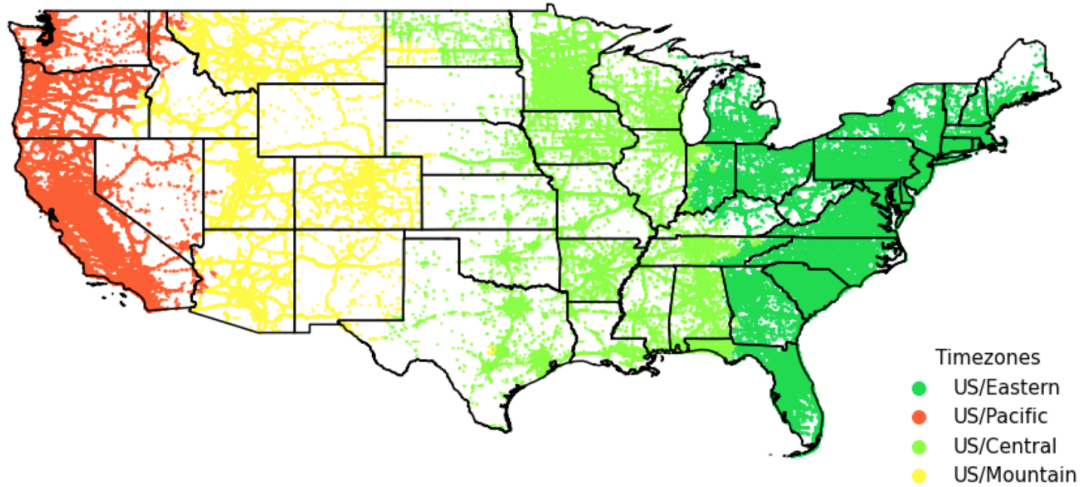 Timezones
US/Eastern
US/Pacific
US/Central
US/Mountain